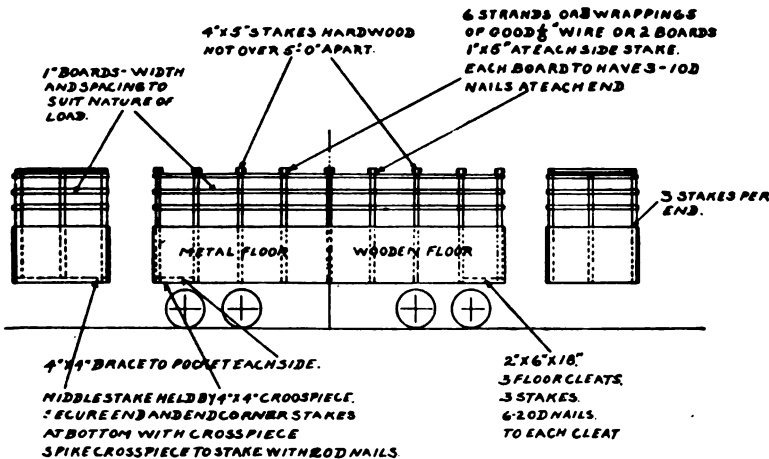 6 STRANDS OR 3 WRAPPINGS
OF GOOD 1/8" WIRE OR 2 BOARDS
1"X6" AT EACH SIDE STAKE.
EACH BOARD TO HAVE 3-10D
NAILS AT EACH END
4"X5" STAKES HARDWOOD
NOT OVER 5'-0" APART.
1" BOARDS-WIDTH
AND SPACING TO
SUIT NATURE OF
LOAD.
3 STAKES PER
END.
METAL FLOOR
WOODEN FLOOR
4"X4" BRACE TO POCKET EACH SIDE.
MIDDLE STAKE HELD BY 4"X4" CROOSPIECE.
SECURE END AND END CORNER STAKES
AT BOTTOM WITH CROSSPIECE
SPIKE CROSSPIECE TO STAKE WITH 20D NAILS.
2"X6"X18".
3 FLOOR CLEATS.
3 STAKES.
6-20D NAILS.
TO EACH CLEAT